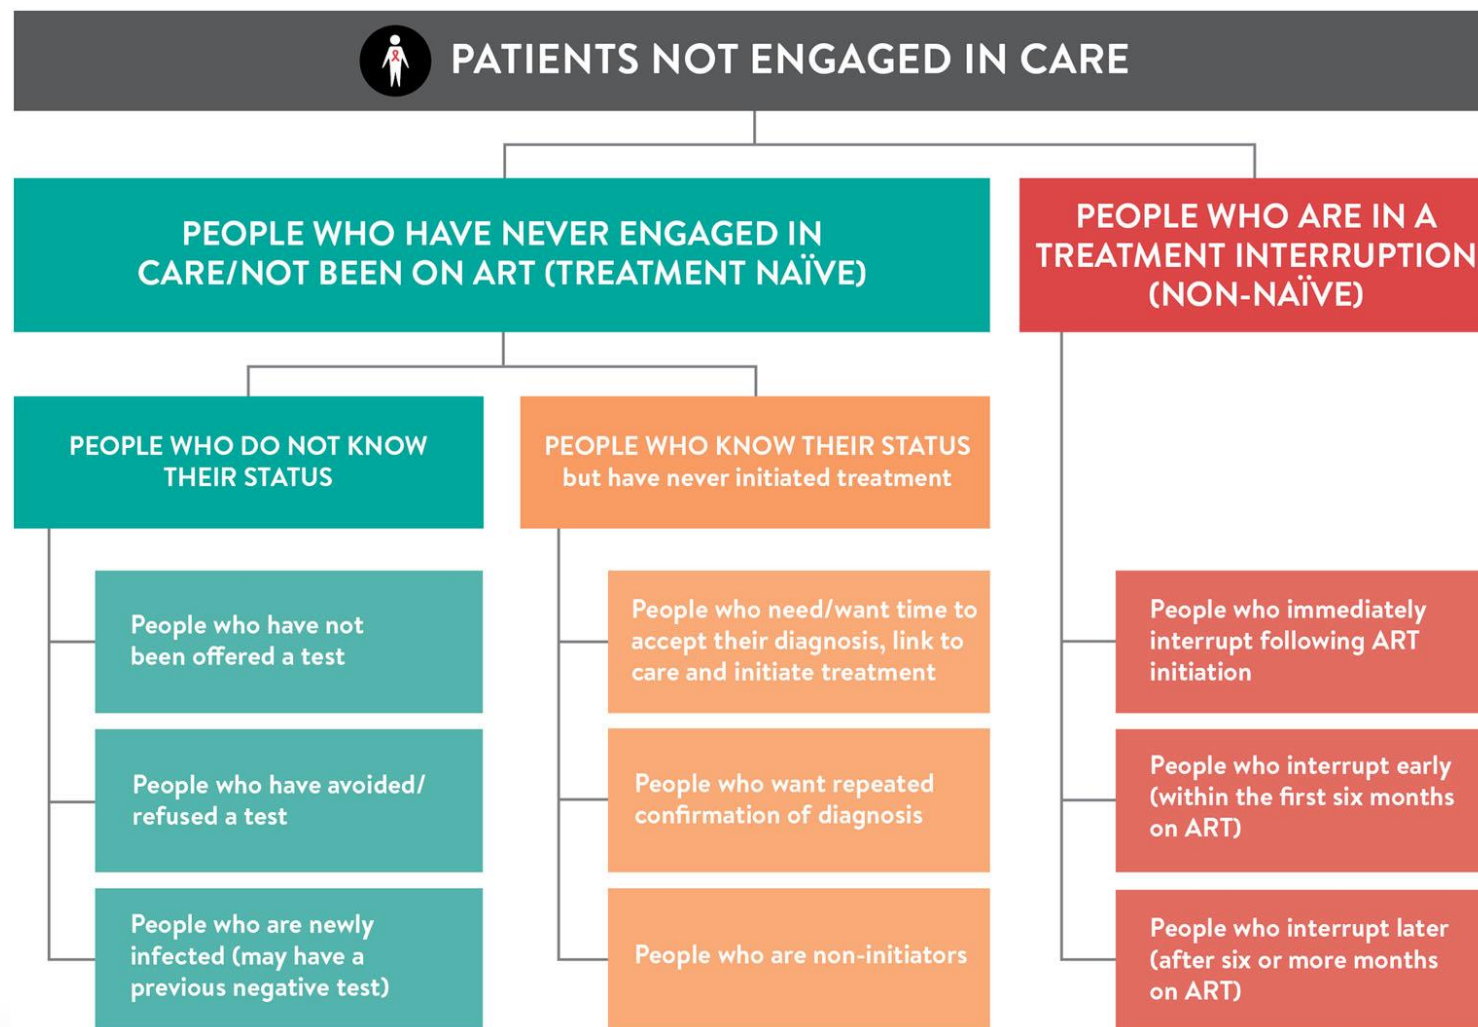 PATIENTS NOT ENGAGED IN CARE
PEOPLE WHO HAVE NEVER ENGAGED IN
CARE/NOT BEEN ON ART (TREATMENT NAÏVE)
PEOPLE WHO DO NOT KNOW
THEIR STATUS
People who have not
been offered a test
People who have avoided/
refused a test
People who are newly
infected (may have a
previous negative test)
PEOPLE WHO KNOW THEIR STATUS
but have never initiated treatment
People who need/want time to
accept their diagnosis, link to
care and initiate treatment
People who want repeated
confirmation of diagnosis
People who are non-initiators
PEOPLE WHO ARE IN A
TREATMENT INTERRUPTION
(NON-NAÏVE)
People who immediately
interrupt following ART
initiation
People who interrupt early
(within the first six months
on ART)
People who interrupt later
(after six or more months
on ART)